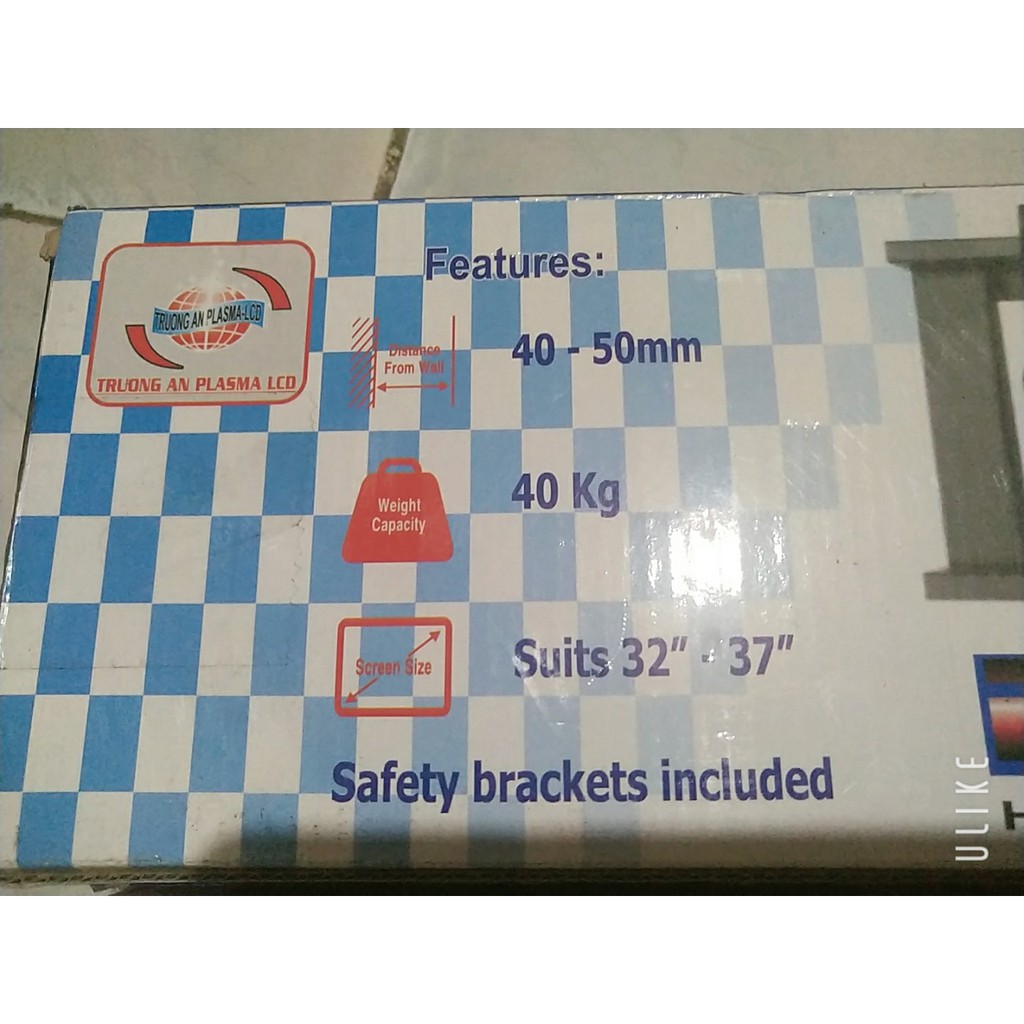 TRUONG AN PLASMA-LCD
TRUONG AN PLASMA LCD
Features:
Distance
From Wall
40 - 50mm
Weight
Capacity
40 Kg
Screen Size
Suits 32" - 37"
Safety brackets included
ULIKE